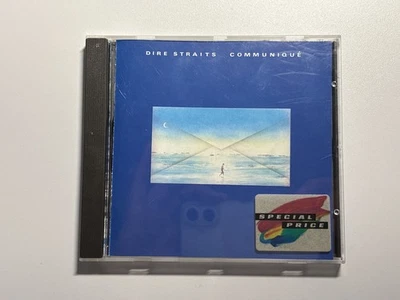 DIRE STRAITS COMMUNIQUÉ
SPECIAL
PRICE